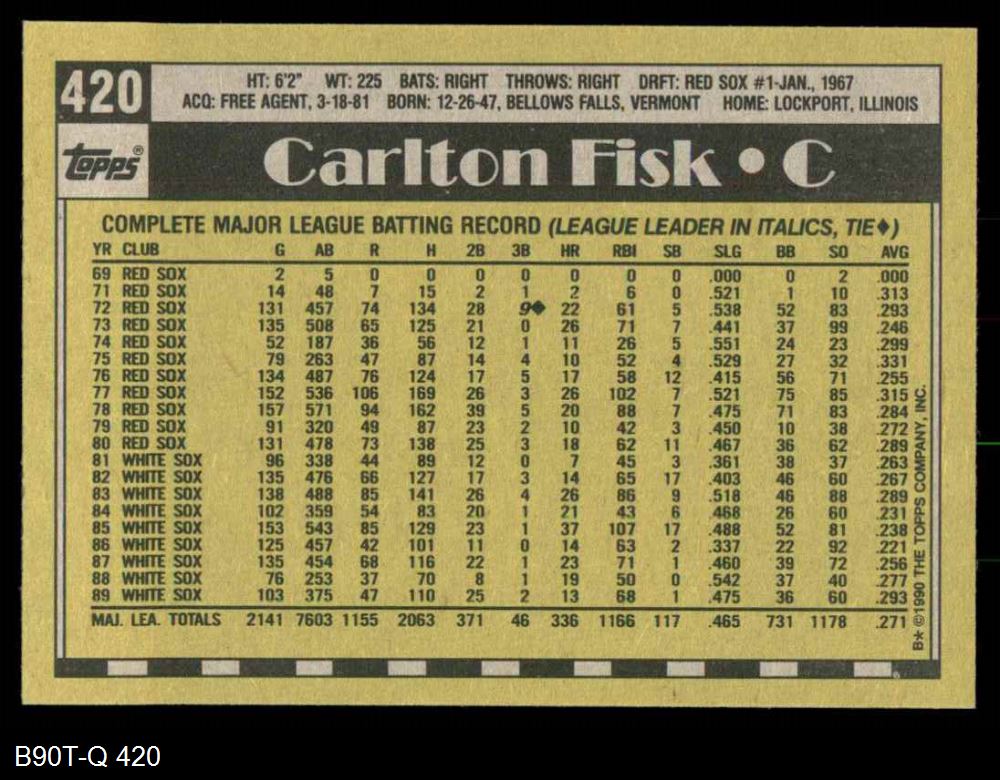 420
HT: 6'2" WT: 225 BATS: RIGHT THROWS: RIGHT DRFT: RED SOX #1-JAN., 1967
ACQ: FREE AGENT, 3-18-81 BORN: 12-26-47, BELLOWS FALLS, VERMONT HOME: LOCKPORT, ILLINOIS
TOPPS®
Carlton Fisk • C
COMPLETE MAJOR LEAGUE BATTING RECORD (LEAGUE LEADER IN ITALICS, TIE♦)
YR CLUB G AB R H 2B 3B HR RBI SB SLG BB SO AVG
69 RED SOX 2 5 0 0 0 0 0 0 0 .000 0 2 .000
71 RED SOX 14 48 7 15 2 1 2 6 0 .521 1 10 .313
72 RED SOX 131 457 74 134 28 9♦ 22 61 5 .538 52 83 .293
73 RED SOX 135 508 65 125 21 0 26 71 7 .441 37 99 .246
74 RED SOX 52 187 36 56 12 1 11 26 5 .551 24 23 .299
75 RED SOX 79 263 47 87 14 4 10 52 4 .529 27 32 .331
76 RED SOX 134 487 76 124 17 5 17 58 12 .415 56 71 .255
77 RED SOX 152 536 106 169 26 3 26 102 7 .521 75 85 .315
78 RED SOX 157 571 94 162 39 5 20 88 7 .475 71 83 .284
79 RED SOX 91 320 49 87 23 2 10 42 3 .450 10 38 .272
80 RED SOX 131 478 73 138 25 3 18 62 11 .467 36 62 .289
81 WHITE SOX 96 338 44 89 12 0 7 45 3 .361 38 37 .263
82 WHITE SOX 135 476 66 127 17 3 14 65 17 .403 46 60 .267
83 WHITE SOX 138 488 85 141 26 4 26 86 9 .518 46 88 .289
84 WHITE SOX 102 359 54 83 20 1 21 43 6 .468 26 60 .231
85 WHITE SOX 153 543 85 129 23 1 37 107 17 .488 52 81 .238
86 WHITE SOX 125 457 42 101 11 0 14 63 2 .337 22 92 .221
87 WHITE SOX 135 454 68 116 22 1 23 71 1 .460 39 72 .256
88 WHITE SOX 76 253 37 70 8 1 19 50 0 .542 37 40 .277
89 WHITE SOX 103 375 47 110 25 2 13 68 1 .475 36 60 .293
MAJ. LEA. TOTALS 2141 7603 1155 2063 371 46 336 1166 117 .465 731 1178 .271
B* ©1990 THE TOPPS COMPANY, INC.
B90T-Q 420